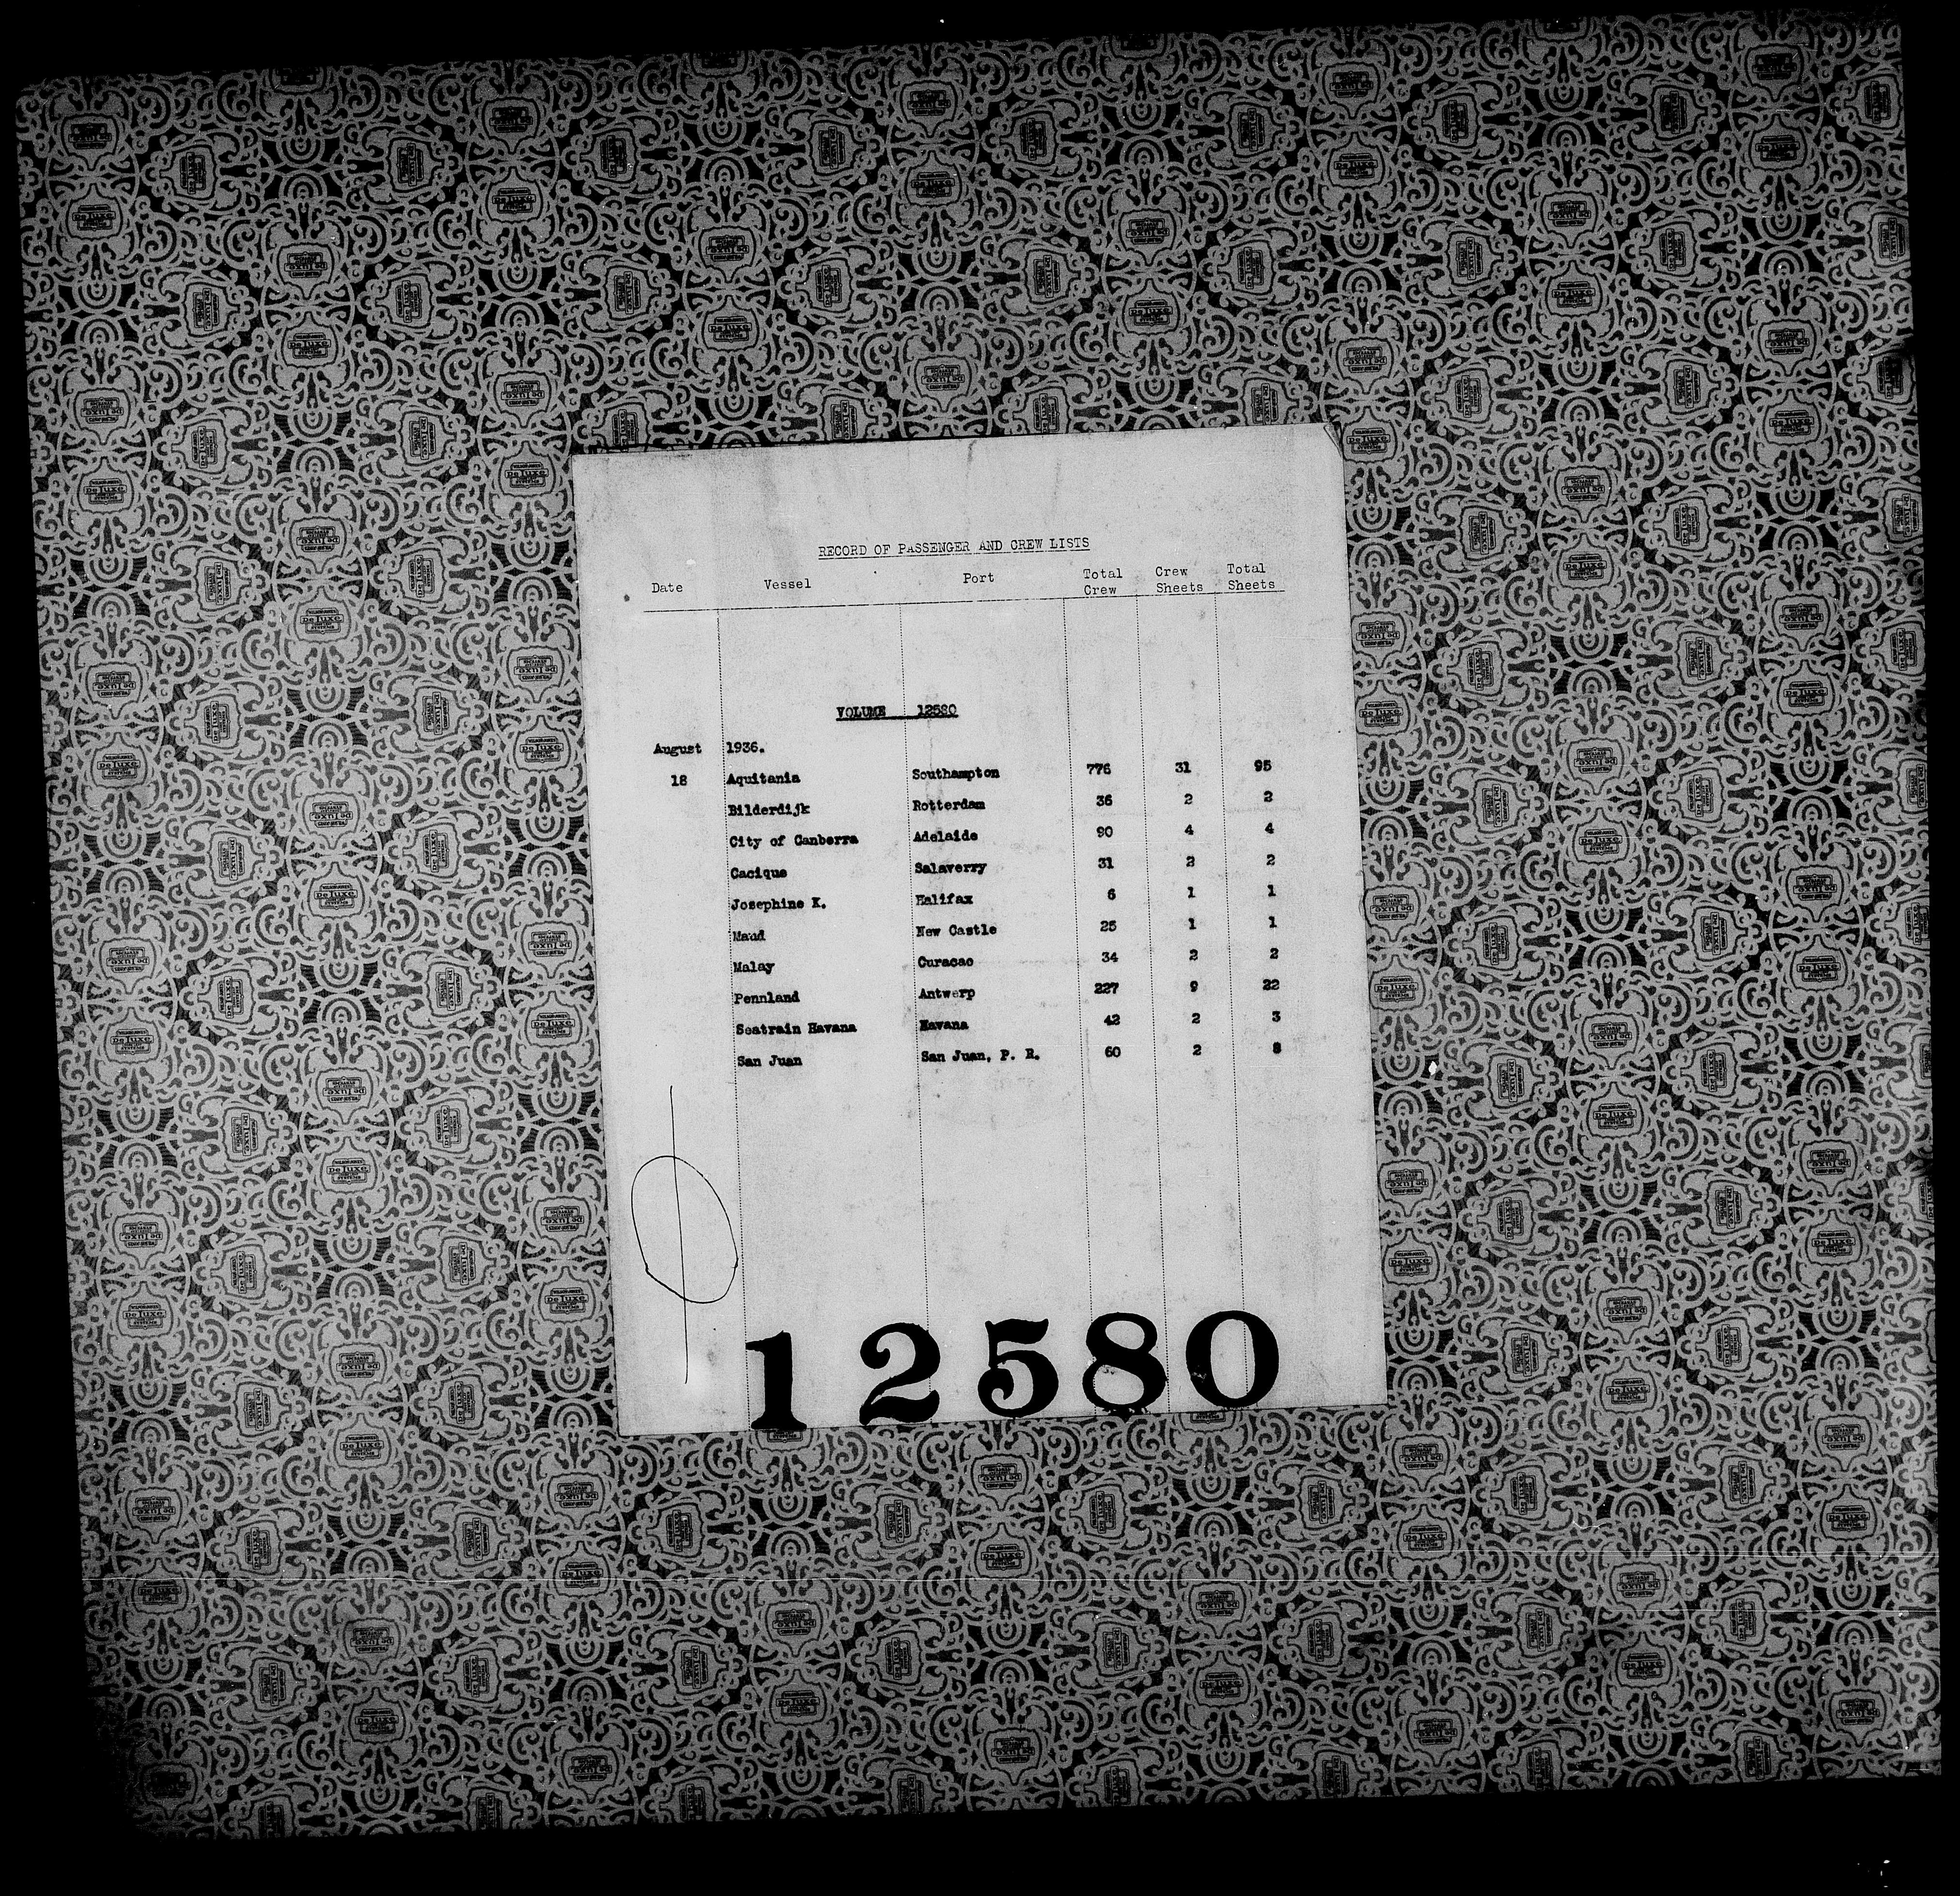 RECORD OF PASSENGER AND CREW LISTS
Date Vessel Port Total Crew Crew Sheets Total Sheets
VOLUME 12580
August 1936.
18 Aquitania Southampton 776 31 95
Bilderdijk Rotterdam 36 2 2
City of Canberra Adelaide 90 4 4
Cacique Salaverry 31 2 2
Josephine K. Halifax 6 1 1
Maud New Castle 25 1 1
Malay Curacao 34 2 2
Pennland Antwerp 227 9 22
Seatrain Havana Havana 42 2 3
San Juan San Juan, P. R. 60 2 8
12580